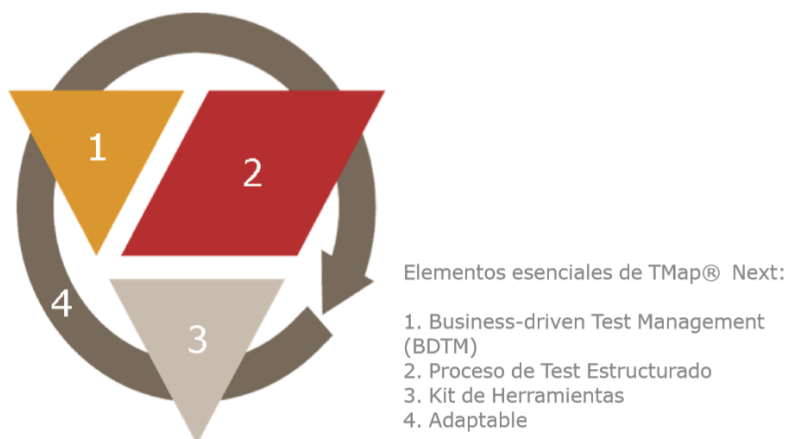 1
2
3
4
Elementos esenciales de TMap® Next:
1. Business-driven Test Management
(BDTM)
2. Proceso de Test Estructurado
3. Kit de Herramientas
4. Adaptable